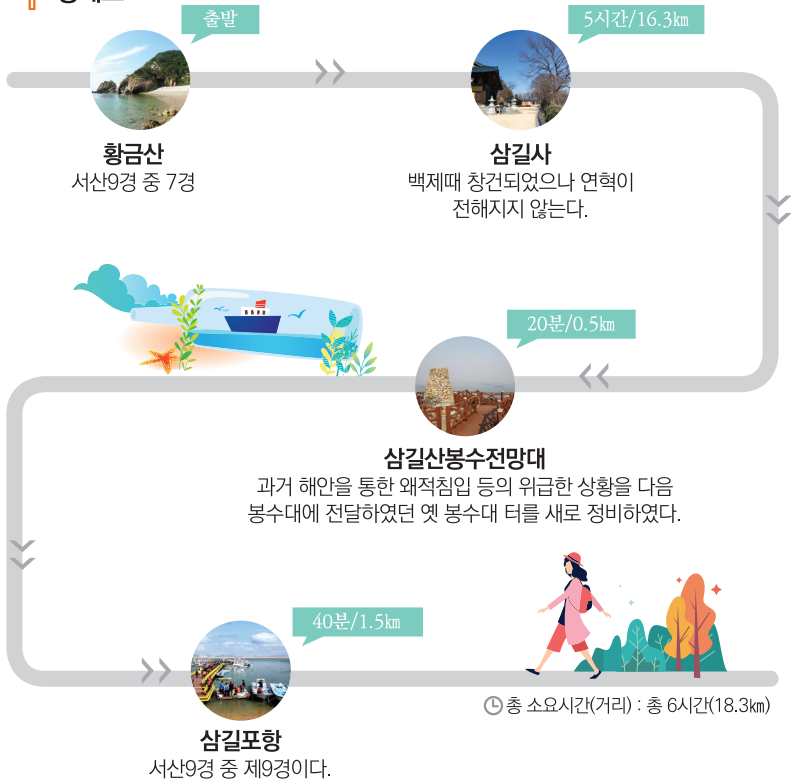 출발
황금산
서산9경 중 7경
5시간/16.3㎞
삼길사
백제때 창건되었으나 연혁이
전해지지 않는다.
20분/0.5㎞
삼길산봉수전망대
과거 해안을 통한 왜적침입 등의 위급한 상황을 다음
봉수대에 전달하였던 옛 봉수대 터를 새로 정비하였다.
40분/1.5㎞
삼길포항
서산9경 중 제9경이다.
총 소요시간(거리) : 총 6시간(18.3㎞)